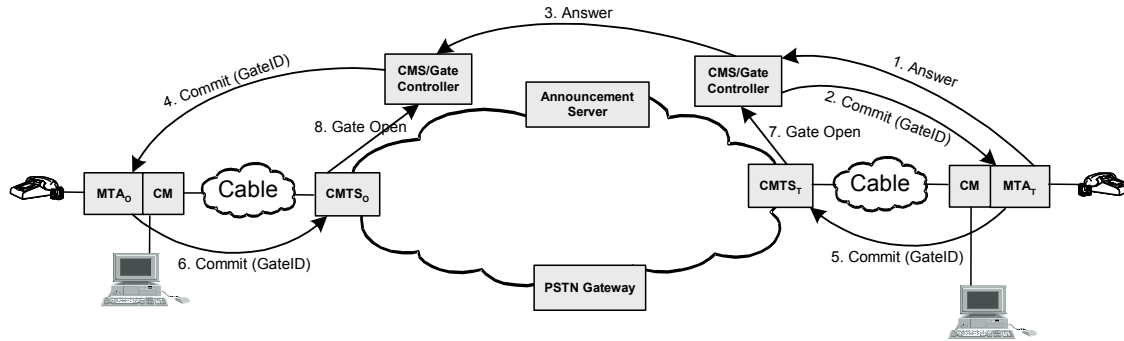 3. Answer
4. Commit (GateID)
CMS/Gate
Controller
CMS/Gate
Controller
1. Answer
2. Commit (GateID)
Announcement
Server
8. Gate Open
7. Gate Open
MTAO
CM
Cable
CMTSO
CMTST
Cable
CM
MTAT
6. Commit (GateID)
5. Commit (GateID)
PSTN Gateway